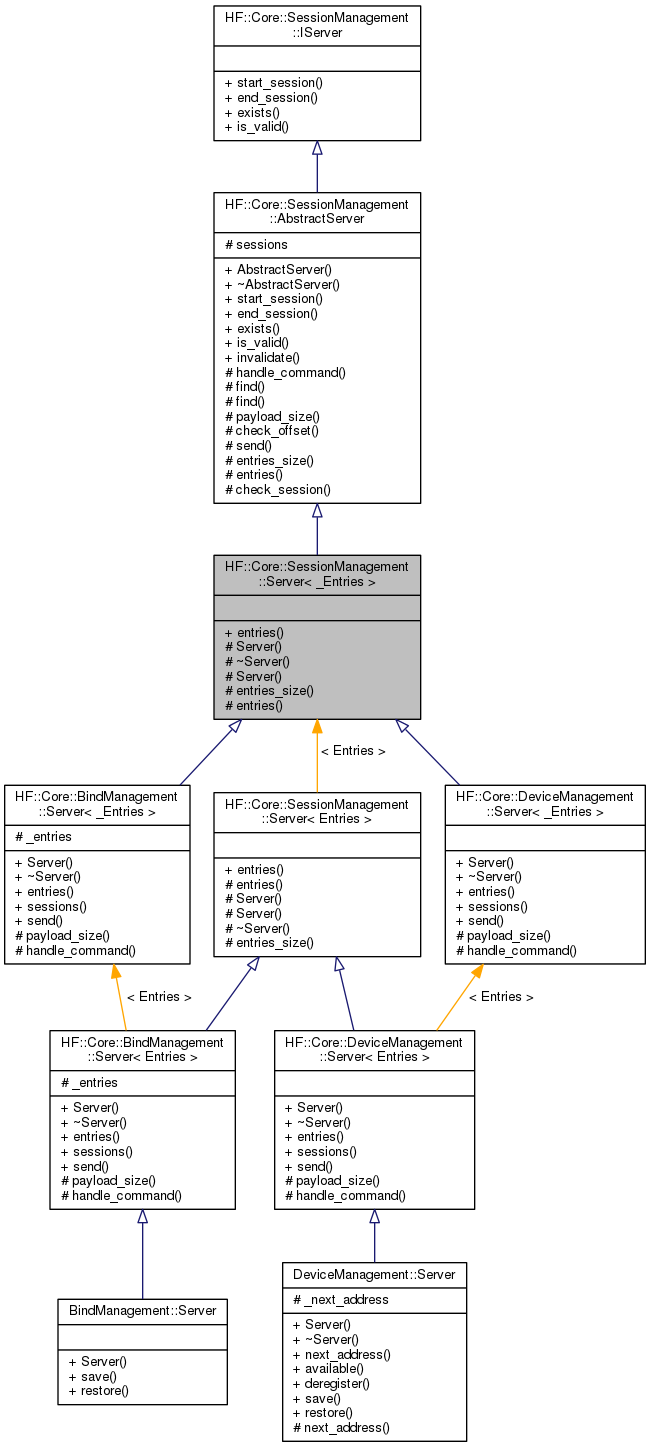 HF::Core::SessionManagement
::IServer
+ start_session()
+ end_session()
+ exists()
+ is_valid()
HF::Core::SessionManagement
::AbstractServer
# sessions
+ AbstractServer()
+ ~AbstractServer()
+ start_session()
+ end_session()
+ exists()
+ is_valid()
+ invalidate()
# handle_command()
# find()
# find()
# payload_size()
# check_offset()
# send()
# entries_size()
# entries()
# check_session()
HF::Core::SessionManagement
::Server< _Entries >
+ entries()
# Server()
# ~Server()
# Server()
# entries_size()
# entries()
< Entries >
HF::Core::BindManagement
::Server< _Entries >
# _entries
+ Server()
+ ~Server()
+ entries()
+ sessions()
+ send()
# payload_size()
# handle_command()
HF::Core::SessionManagement
::Server< Entries >
+ entries()
# entries()
# Server()
# Server()
# ~Server()
# entries_size()
HF::Core::DeviceManagement
::Server< _Entries >
+ Server()
+ ~Server()
+ entries()
+ sessions()
+ send()
# payload_size()
# handle_command()
< Entries >
< Entries >
HF::Core::BindManagement
::Server< Entries >
# _entries
+ Server()
+ ~Server()
+ entries()
+ sessions()
+ send()
# payload_size()
# handle_command()
HF::Core::DeviceManagement
::Server< Entries >
+ Server()
+ ~Server()
+ entries()
+ sessions()
+ send()
# payload_size()
# handle_command()
BindManagement::Server
+ Server()
+ save()
+ restore()
DeviceManagement::Server
# _next_address
+ Server()
+ ~Server()
+ next_address()
+ available()
+ deregister()
+ save()
+ restore()
# next_address()